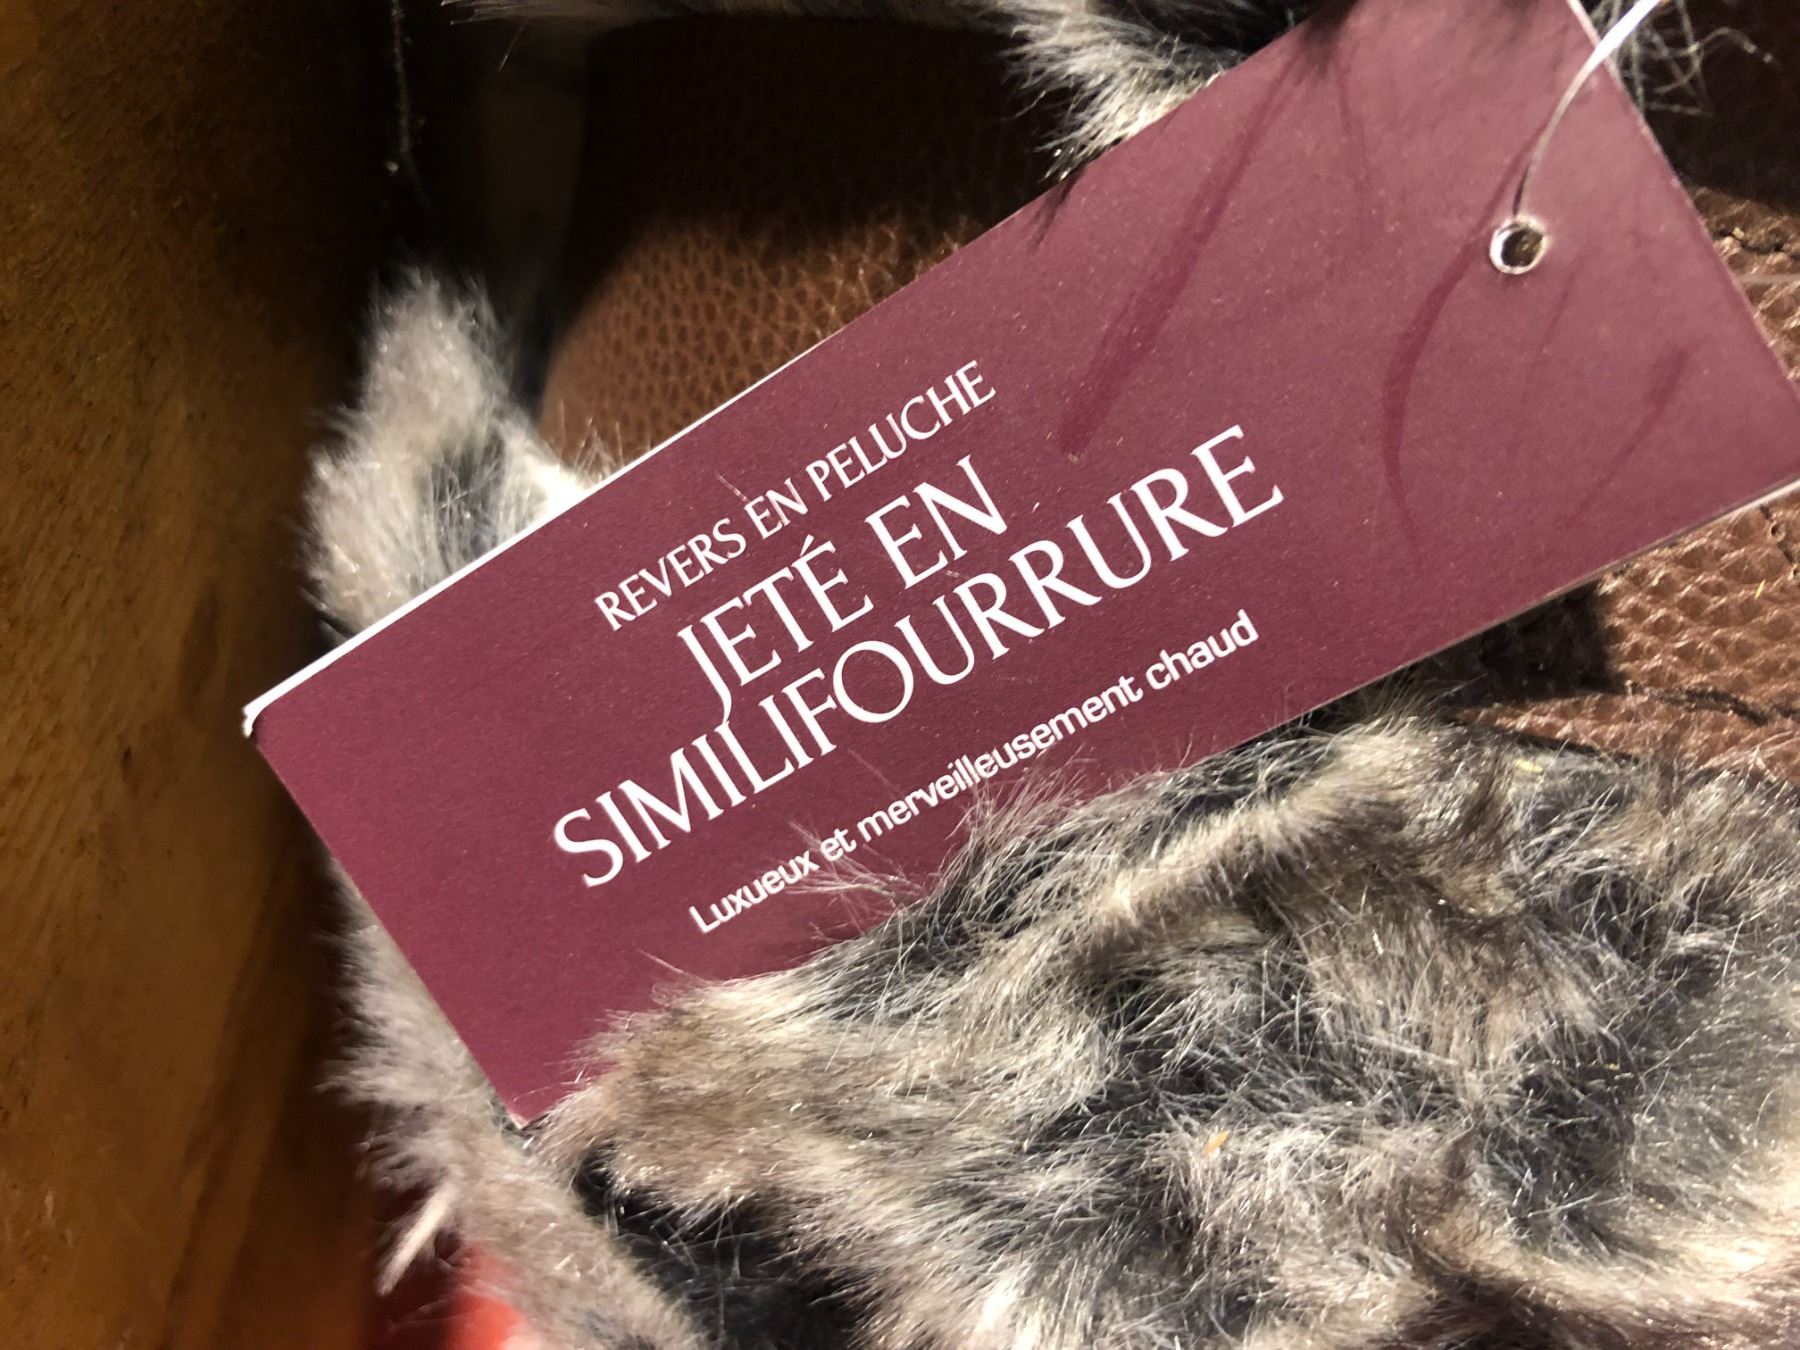 REVERS EN PELUCHE
JETÉ EN
SIMILIFOURRURE
Luxueux et merveilleusement chaud